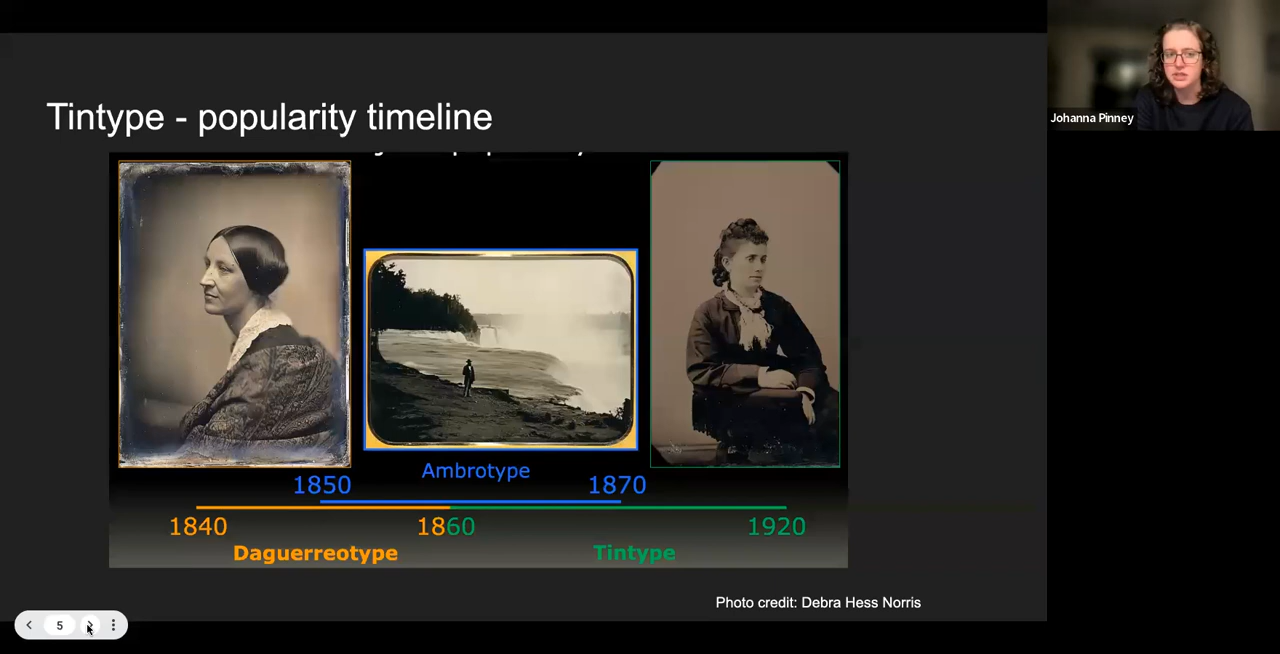 Tintype - popularity timeline
Johanna Pinney
Ambrotype
1850 1870
1840 1860 1920
Daguerreotype Tintype
Photo credit: Debra Hess Norris
5